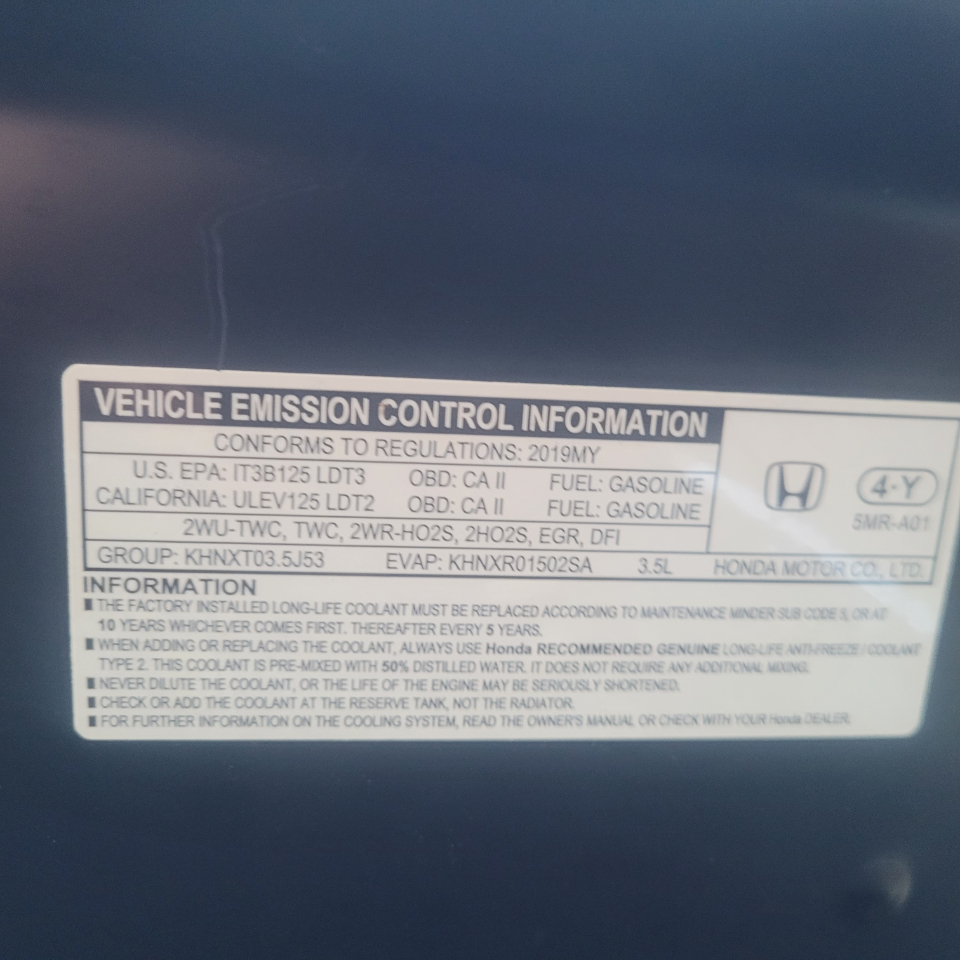 VEHICLE EMISSION CONTROL INFORMATION
CONFORMS TO REGULATIONS: 2019MY
U.S. EPA: IT3B125 LDT3 OBD: CA II FUEL: GASOLINE
CALIFORNIA: ULEV125 LDT2 OBD: CA II FUEL: GASOLINE
2WU-TWC, TWC, 2WR-HO2S, 2HO2S, EGR, DFI
4-Y
5MR-A01
GROUP: KHNXT03.5J53 EVAP: KHNXR01502SA 3.5L HONDA MOTOR CO., LTD.
INFORMATION
THE FACTORY INSTALLED LONG-LIFE COOLANT MUST BE REPLACED ACCORDING TO MAINTENANCE MINDER SUB CODE 5, OR AT
10 YEARS WHICHEVER COMES FIRST. THEREAFTER EVERY 5 YEARS.
WHEN ADDING OR REPLACING THE COOLANT, ALWAYS USE Honda RECOMMENDED GENUINE LONG-LIFE ANTI-FREEZE / COOLANT
TYPE 2. THIS COOLANT IS PRE-MIXED WITH 50% DISTILLED WATER. IT DOES NOT REQUIRE ANY ADDITIONAL MIXING.
NEVER DILUTE THE COOLANT, OR THE LIFE OF THE ENGINE MAY BE SERIOUSLY SHORTENED.
CHECK OR ADD THE COOLANT AT THE RESERVE TANK, NOT THE RADIATOR.
FOR FURTHER INFORMATION ON THE COOLING SYSTEM, READ THE OWNER'S MANUAL OR CHECK WITH YOUR Honda DEALER.